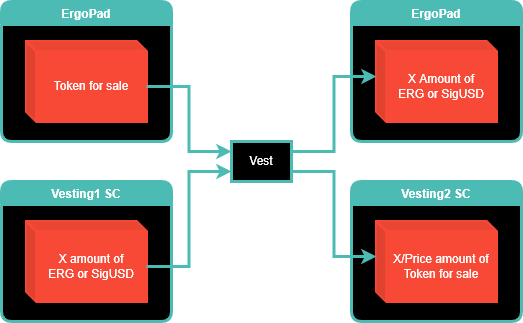 ErgoPad
Token for sale
Vesting1 SC
X amount of
ERG or SigUSD
Vest
ErgoPad
X Amount of
ERG or SigUSD
Vesting2 SC
X/Price amount of
Token for sale